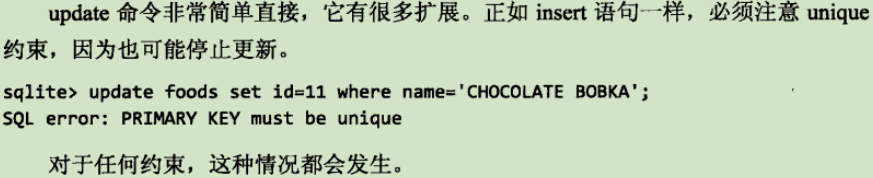 update 命令非常简单直接，它有很多扩展。正如 insert 语句一样，必须注意 unique
约束，因为也可能停止更新。
sqlite> update foods set id=11 where name='CHOCOLATE BOBKA';
SQL error: PRIMARY KEY must be unique
对于任何约束，这种情况都会发生。